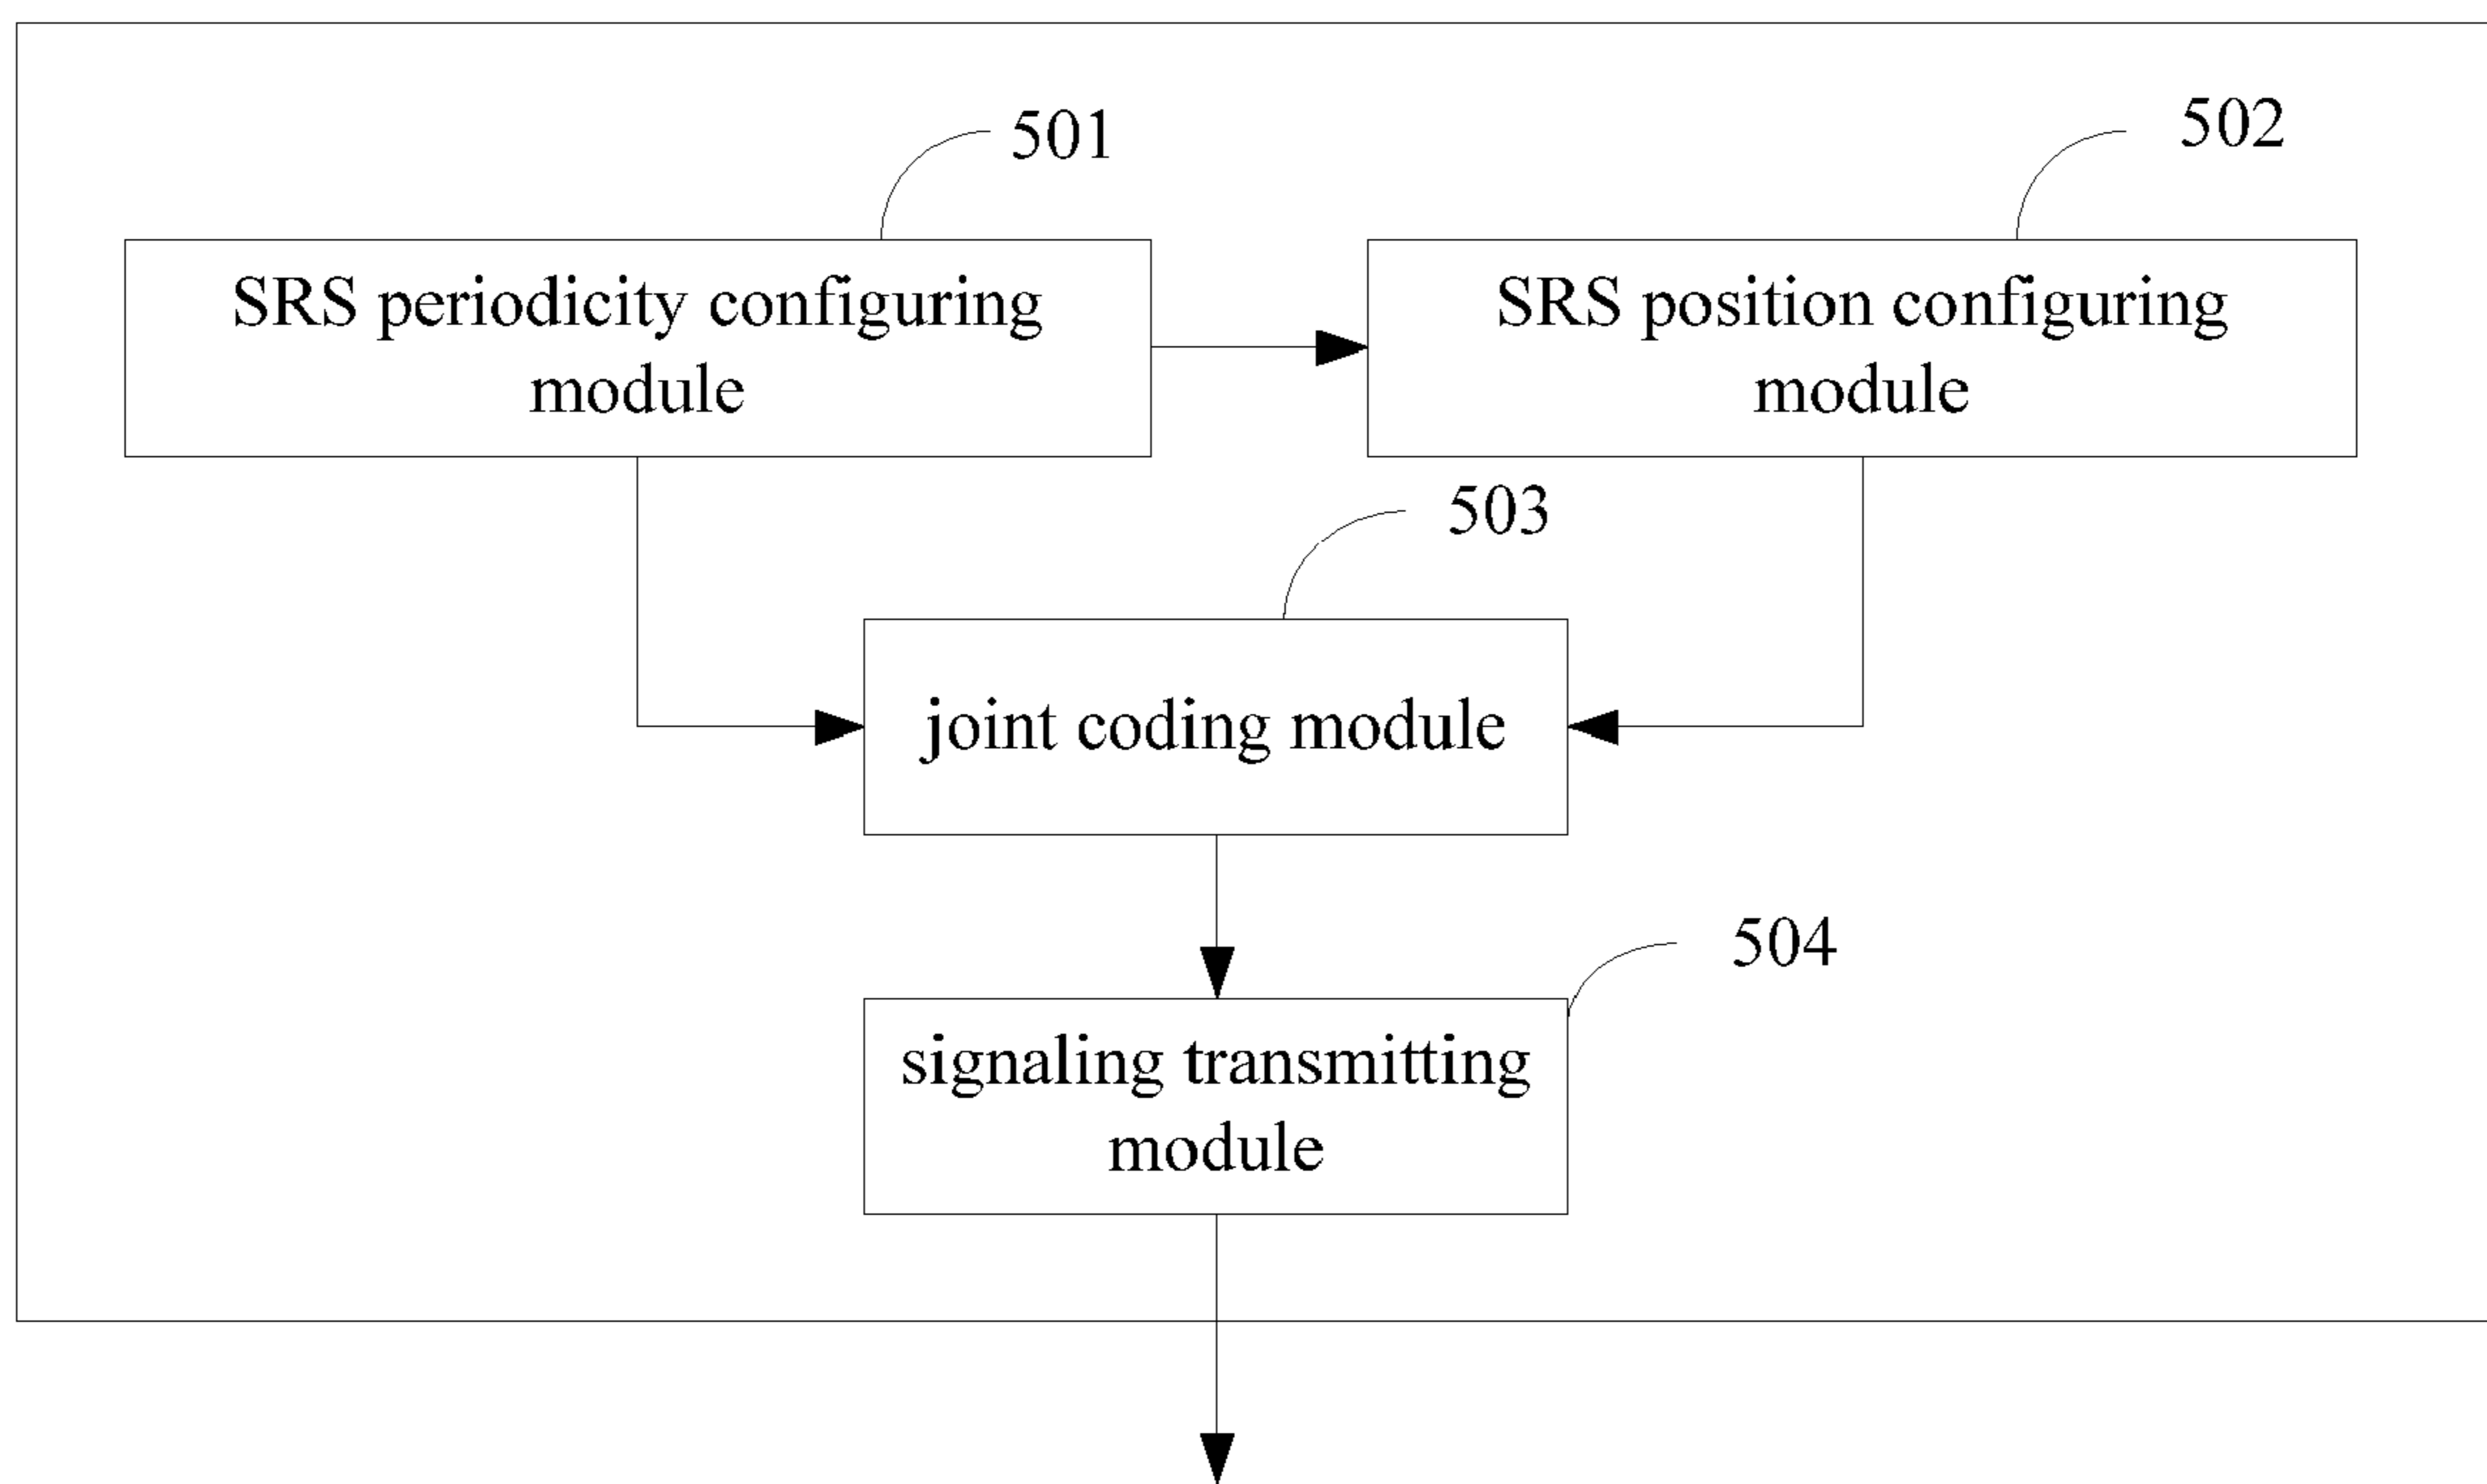 501
502
SRS periodicity configuring
module
SRS position configuring
module
503
joint coding module
504
signaling transmitting
module